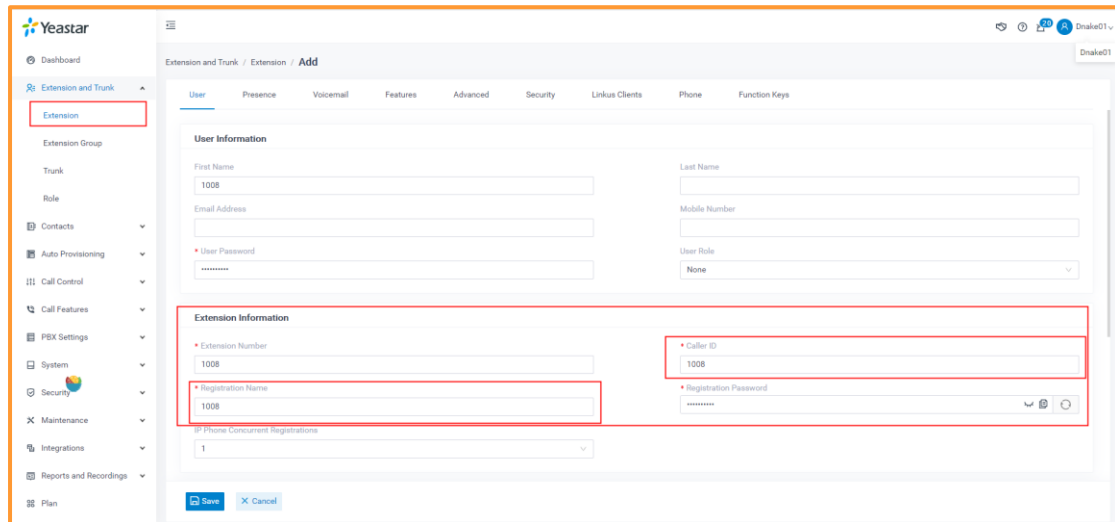 Yeastar
20
Dnake01
Dnake01
Dashboard
Extension and Trunk
Extension
Extension Group
Trunk
Role
Contacts
Auto Provisioning
Call Control
Call Features
PBX Settings
System
Security
Maintenance
Integrations
Reports and Recordings
Plan
Extension and Trunk / Extension / Add
User Presence Voicemail Features Advanced Security Linkus Clients Phone Function Keys
User Information
First Name Last Name
1008
Email Address Mobile Number
* User Password User Role
•••••••••• None
Extension Information
* Extension Number * Caller ID
1008 1008
* Registration Name * Registration Password
1008 ••••••••••
IP Phone Concurrent Registrations
1
Save Cancel